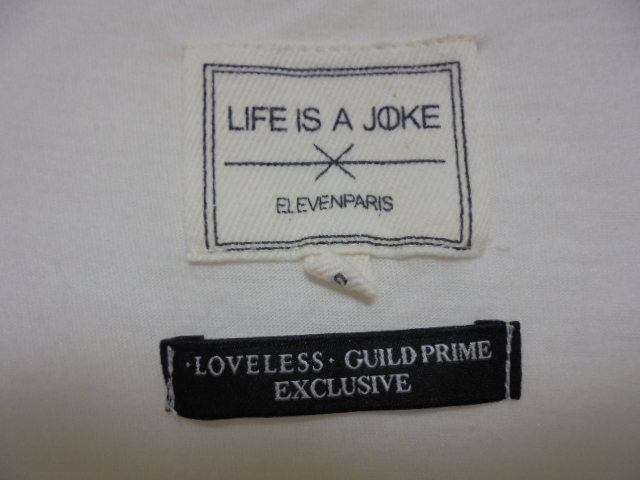 LIFE IS A JOKE
ELEVENPARIS
·LOVELESS· GUILD PRIME
EXCLUSIVE